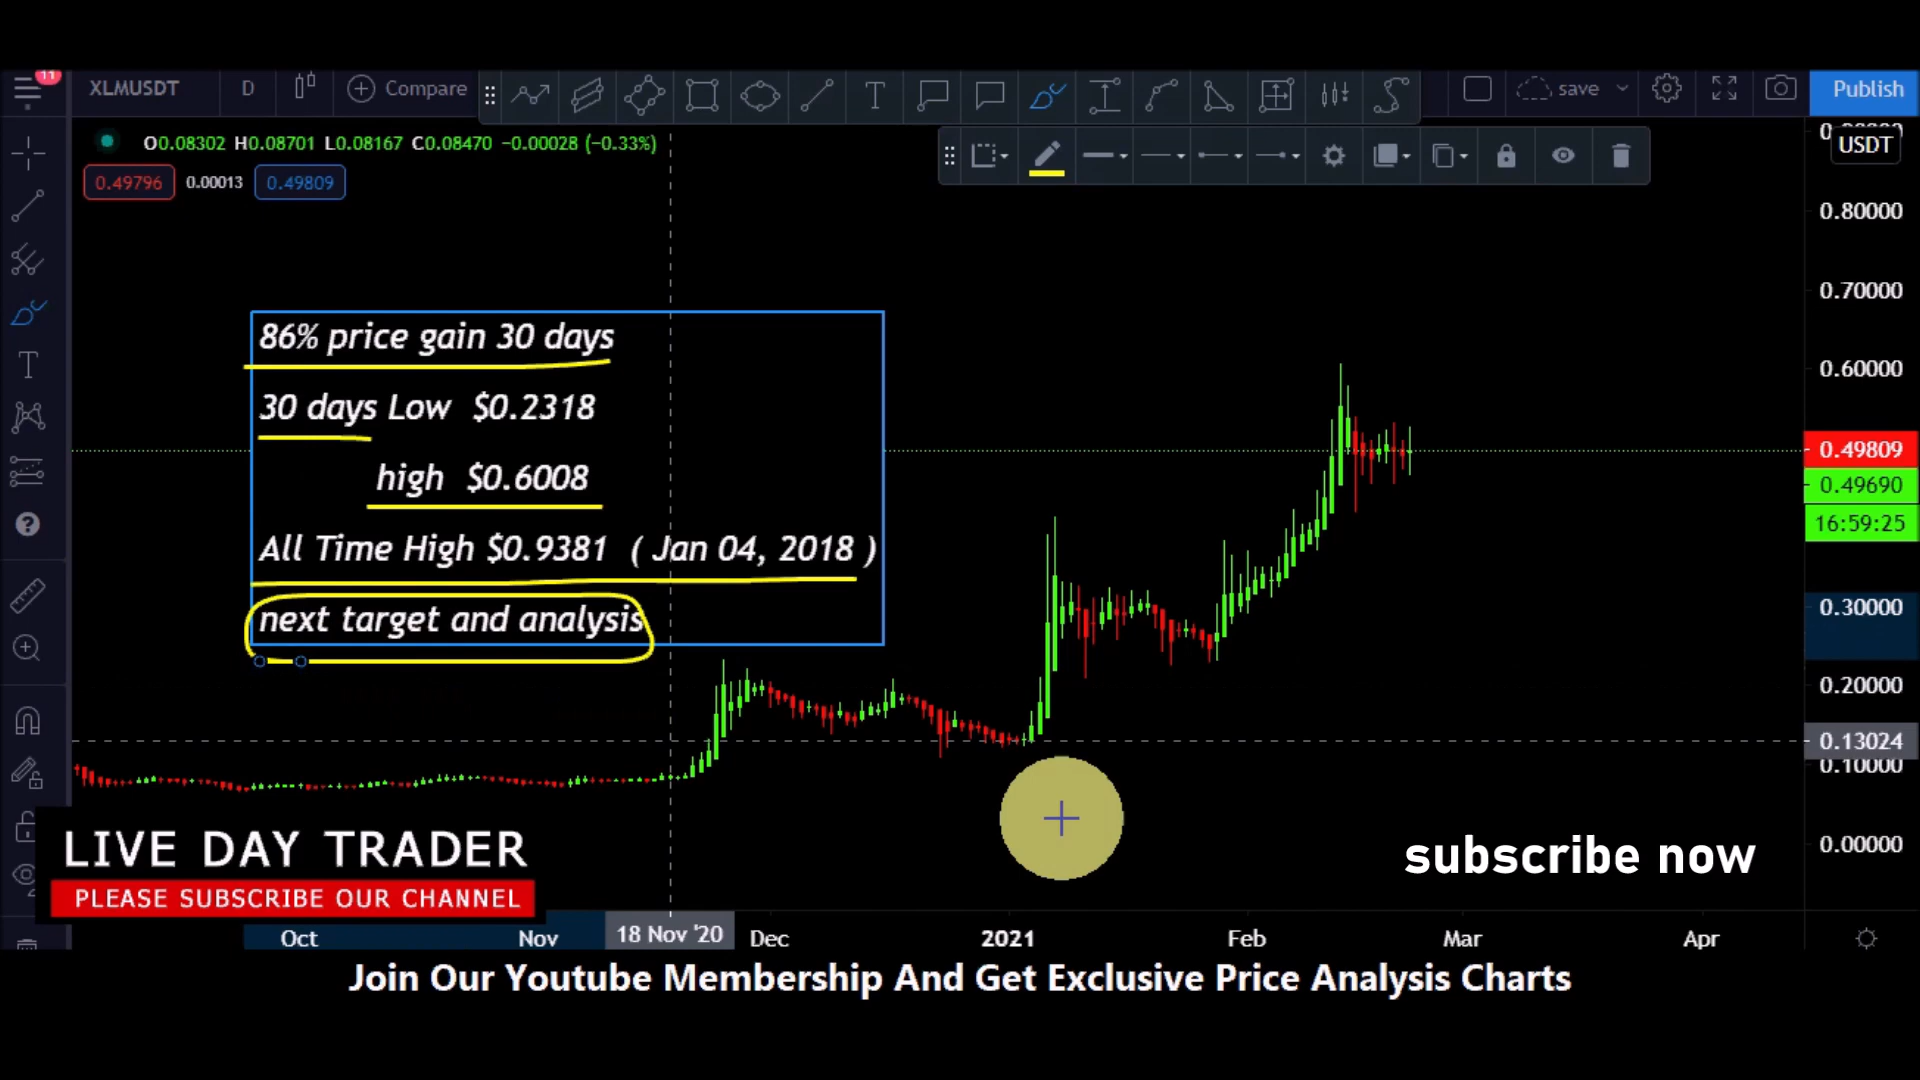 11
XLMUSDT D Compare T save Publish
O0.08302 H0.08701 L0.08167 C0.08470 −0.00028 (−0.33%)
USDT
0.49796 0.00013 0.49809
0.80000
0.70000
86% price gain 30 days
0.60000
30 days Low $0.2318
0.49809
high $0.6008
0.49690
16:59:25
All Time High $0.9381 ( Jan 04, 2018 )
0.30000
next target and analysis
0.20000
0.13024
0.10000
0.00000
LIVE DAY TRADER
subscribe now
PLEASE SUBSCRIBE OUR CHANNEL
Oct Nov 18 Nov '20 Dec 2021 Feb Mar Apr
Join Our Youtube Membership And Get Exclusive Price Analysis Charts